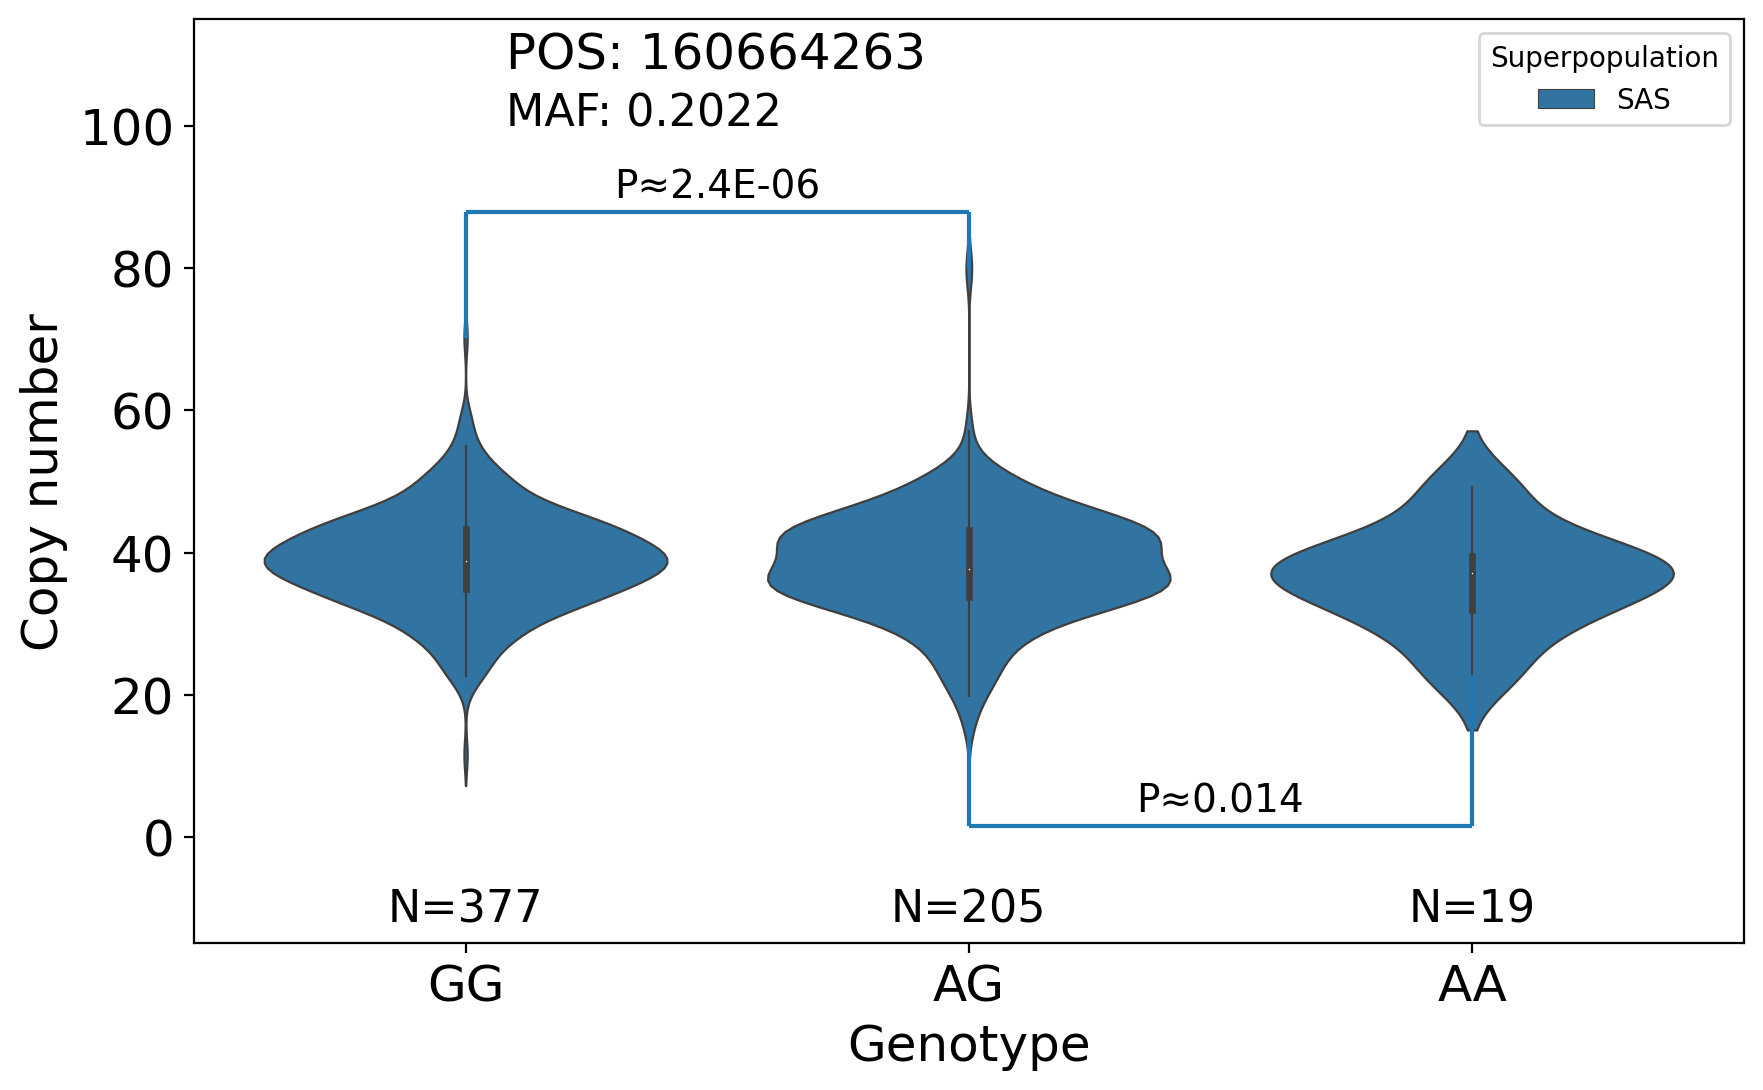 POS: 160664263
MAF: 0.2022
Superpopulation
SAS
P≈2.4E-06
100
80
60
40
20
0
Copy number
P≈0.014
N=377
N=205
N=19
GG
AG
AA
Genotype